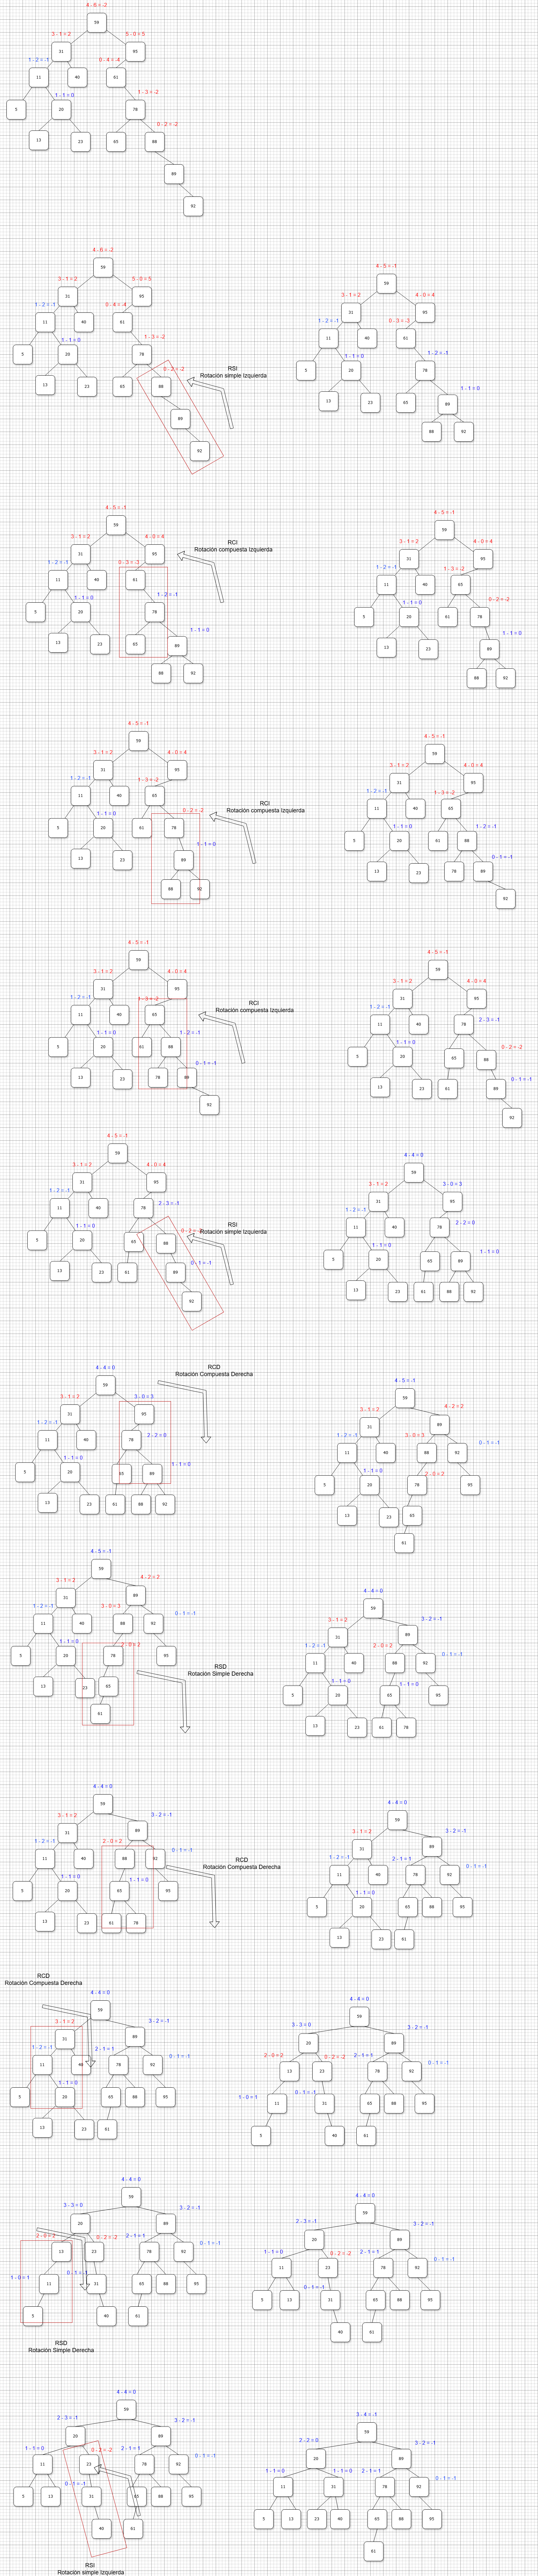 4 - 6 = -2
59
3 - 1 = 2 5 - 0 = 5
31 95
1 - 2 = -1 0 - 4 = -4
11 40 61
1 - 1 = 0 1 - 3 = -2
5 20 78
0 - 2 = -2
13 23 65 88
89
92
4 - 6 = -2
59
3 - 1 = 2 5 - 0 = 5
31 95
1 - 2 = -1 0 - 4 = -4
11 40 61
1 - 1 = 0 1 - 3 = -2
5 20 78
0 - 2 = -2
13 23 65 88
89
92
RSI
Rotación simple Izquierda
4 - 5 = -1
59
3 - 1 = 2 4 - 0 = 4
31 95
1 - 2 = -1 0 - 3 = -3
11 40 61
1 - 1 = 0 1 - 2 = -1
5 20 78
1 - 1 = 0
13 23 65 89
88 92
4 - 5 = -1
59
3 - 1 = 2 4 - 0 = 4
31 95
1 - 2 = -1 0 - 3 = -3
11 40 61
1 - 1 = 0 1 - 2 = -1
5 20 78
1 - 1 = 0
13 23 65 89
88 92
RCI
Rotación compuesta Izquierda
4 - 5 = -1
59
3 - 1 = 2 4 - 0 = 4
31 95
1 - 2 = -1 1 - 3 = -2
11 40 65
1 - 1 = 0 0 - 2 = -2
5 20 61 78
1 - 1 = 0
13 23 89
88 92
4 - 5 = -1
59
3 - 1 = 2 4 - 0 = 4
31 95
1 - 2 = -1 1 - 3 = -2
11 40 65
1 - 1 = 0 0 - 2 = -2
5 20 61 78
1 - 1 = 0
13 23 89
88 92
RCI
Rotación compuesta Izquierda
4 - 5 = -1
59
3 - 1 = 2 4 - 0 = 4
31 95
1 - 2 = -1 1 - 3 = -2
11 40 65
1 - 1 = 0 1 - 2 = -1
5 20 61 88
0 - 1 = -1
13 23 78 89
92
4 - 5 = -1
59
3 - 1 = 2 4 - 0 = 4
31 95
1 - 2 = -1 1 - 3 = -2
11 40 65
1 - 1 = 0 1 - 2 = -1
5 20 61 88
0 - 1 = -1
13 23 78 89
92
RCI
Rotación compuesta Izquierda
4 - 5 = -1
59
3 - 1 = 2 4 - 0 = 4
31 95
1 - 2 = -1 2 - 3 = -1
11 40 78
1 - 1 = 0 0 - 2 = -2
5 20 65 88
0 - 1 = -1
13 23 61 89
92
4 - 5 = -1
59
3 - 1 = 2 4 - 0 = 4
31 95
1 - 2 = -1 2 - 3 = -1
11 40 78
1 - 1 = 0 0 - 2 = -2
5 20 65 88
0 - 1 = -1
13 23 61 89
92
RSI
Rotación simple Izquierda
4 - 4 = 0
59
3 - 1 = 2 3 - 0 = 3
31 95
1 - 2 = -1 2 - 2 = 0
11 40 78
1 - 1 = 0 1 - 1 = 0
5 20 65 89
13 23 61 88 92
4 - 4 = 0
59
3 - 1 = 2 3 - 0 = 3
31 95
1 - 2 = -1 2 - 2 = 0
11 40 78
1 - 1 = 0 1 - 1 = 0
5 20 65 89
13 23 61 88 92
RCD
Rotación Compuesta Derecha
4 - 5 = -1
59
3 - 1 = 2 4 - 2 = 2
31 89
1 - 2 = -1 3 - 0 = 3 0 - 1 = -1
11 40 88 92
1 - 1 = 0 2 - 0 = 2
5 20 78 95
13 23 65
61
4 - 5 = -1
59
3 - 1 = 2 4 - 2 = 2
31 89
1 - 2 = -1 3 - 0 = 3 0 - 1 = -1
11 40 88 92
1 - 1 = 0 2 - 0 = 2
5 20 78 95
13 23 65
61
RSD
Rotación Simple Derecha
4 - 4 = 0
59
3 - 1 = 2 3 - 2 = -1
31 89
1 - 2 = -1 2 - 0 = 2 0 - 1 = -1
11 40 88 92
1 - 1 = 0 1 - 1 = 0
5 20 65 95
13 23 61 78
4 - 4 = 0
59
3 - 1 = 2 3 - 2 = -1
31 89
1 - 2 = -1 2 - 0 = 2 0 - 1 = -1
11 40 88 92
1 - 1 = 0 1 - 1 = 0
5 20 65 95
13 23 61 78
RCD
Rotación Compuesta Derecha
4 - 4 = 0
59
3 - 1 = 2 3 - 2 = -1
31 89
1 - 2 = -1 2 - 1 = 1 0 - 1 = -1
11 40 78 92
1 - 1 = 0
5 20 65 88 95
13 23 61
RCD
Rotación Compuesta Derecha
4 - 4 = 0
59
3 - 1 = 2 3 - 2 = -1
31 89
1 - 2 = -1 2 - 1 = 1 0 - 1 = -1
11 40 78 92
1 - 1 = 0
5 20 65 88 95
13 23 61
4 - 4 = 0
59
3 - 3 = 0 3 - 2 = -1
20 89
2 - 0 = 2 0 - 2 = -2 2 - 1 = 1 0 - 1 = -1
13 23 78 92
1 - 0 = 1 0 - 1 = -1
11 31 65 88 95
5 40 61
4 - 4 = 0
59
3 - 3 = 0 3 - 2 = -1
20 89
2 - 0 = 2 0 - 2 = -2 2 - 1 = 1 0 - 1 = -1
13 23 78 92
1 - 0 = 1 0 - 1 = -1
11 31 65 88 95
5 40 61
RSD
Rotación Simple Derecha
4 - 4 = 0
59
2 - 3 = -1 3 - 2 = -1
20 89
1 - 1 = 0 0 - 2 = -2 2 - 1 = 1 0 - 1 = -1
11 23 78 92
0 - 1 = -1
5 13 31 65 88 95
40 61
4 - 4 = 0
59
2 - 3 = -1 3 - 2 = -1
20 89
1 - 1 = 0 0 - 2 = -2 2 - 1 = 1 0 - 1 = -1
11 23 78 92
0 - 1 = -1
5 13 31 65 88 95
40 61
RSI
Rotación simple Izquierda
3 - 4 = -1
59
2 - 2 = 0 3 - 2 = -1
20 89
1 - 1 = 0 1 - 1 = 0 2 - 1 = 1 0 - 1 = -1
11 31 78 92
5 13 23 40 65 88 95
61